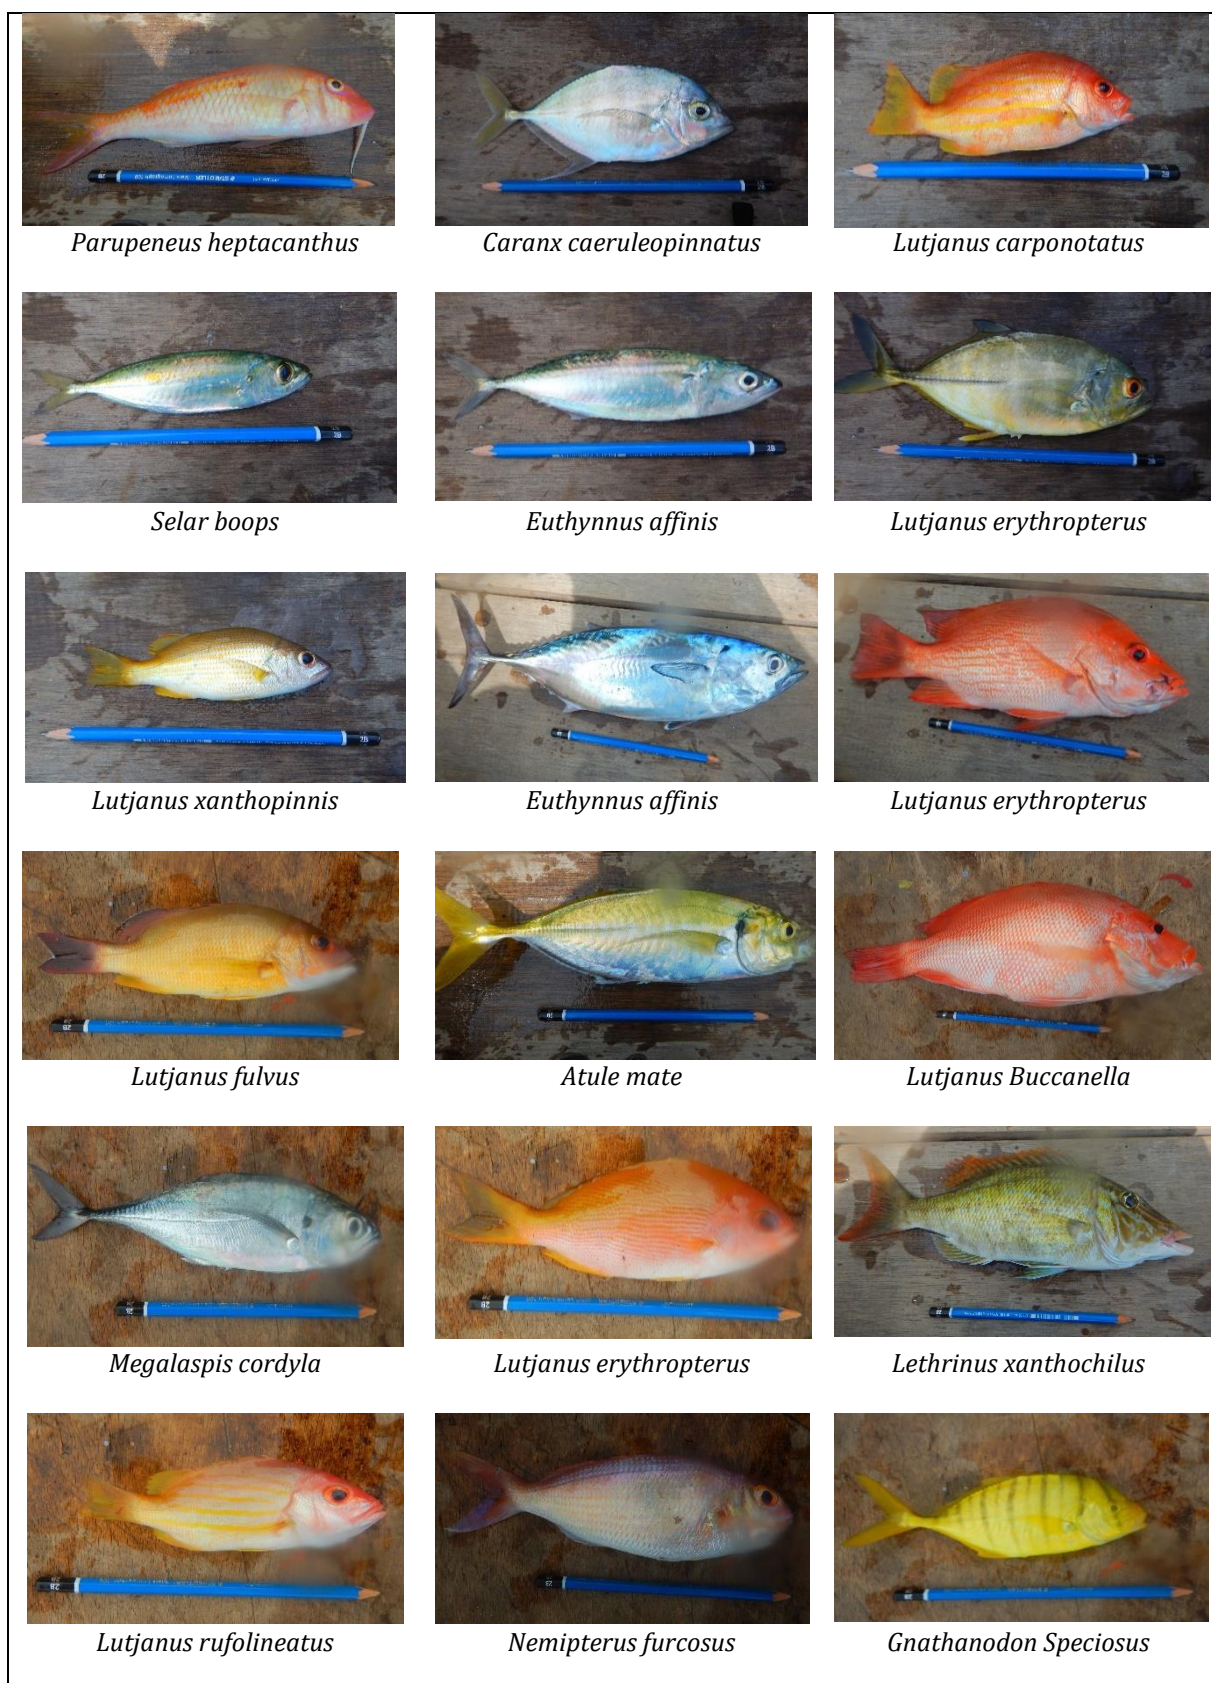 Parupeneus heptacanthus
Caranx caeruleopinnatus
Lutjanus carponotatus
Selar boops
Euthynnus affinis
Lutjanus erythropterus
Lutjanus xanthopinnis
Euthynnus affinis
Lutjanus erythropterus
Lutjanus fulvus
Atule mate
Lutjanus Buccanella
Megalaspis cordyla
Lutjanus erythropterus
Lethrinus xanthochilus
Lutjanus rufolineatus
Nemipterus furcosus
Gnathanodon Speciosus